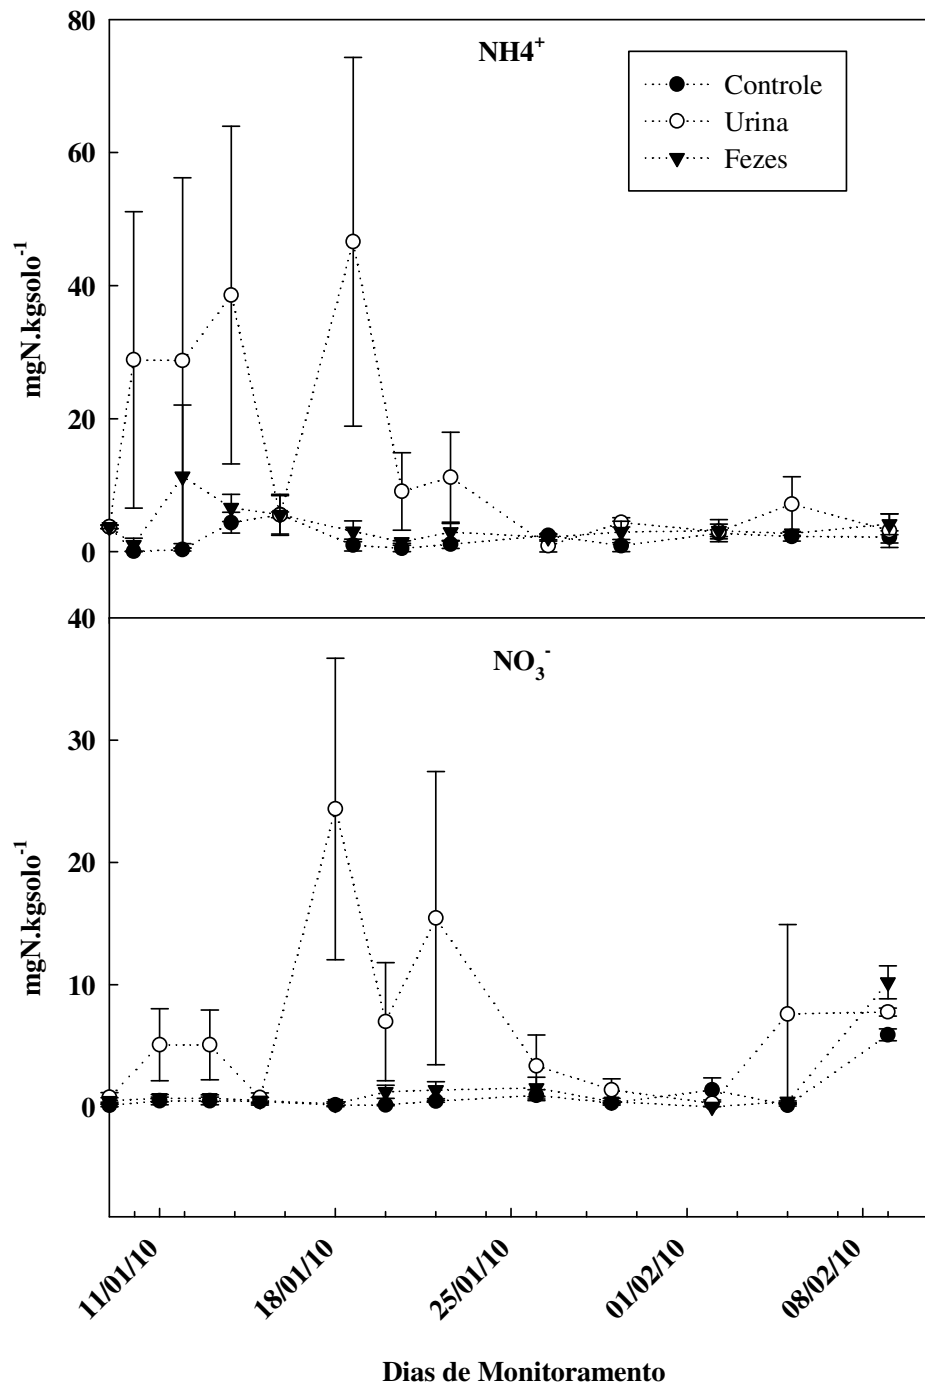 80
NH4⁺
Controle
Urina
Fezes
60
40
20
0
mgN.kgsolo⁻¹
40
NO₃⁻
30
20
10
0
mgN.kgsolo⁻¹
11/01/10
18/01/10
25/01/10
01/02/10
08/02/10
Dias de Monitoramento